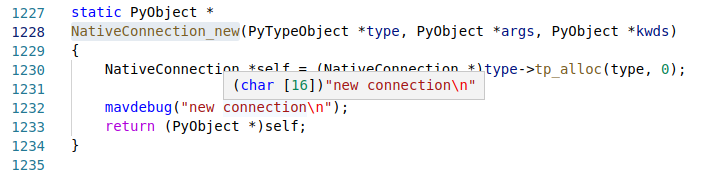 1227 static PyObject *
1228 NativeConnection_new(PyTypeObject *type, PyObject *args, PyObject *kwds)
1229 {
1230 NativeConnection *self = (NativeConnection *)type->tp_alloc(type, 0);
1231 (char [16])"new connection\n"
1232 mavdebug("new connection\n");
1233 return (PyObject *)self;
1234 }
1235